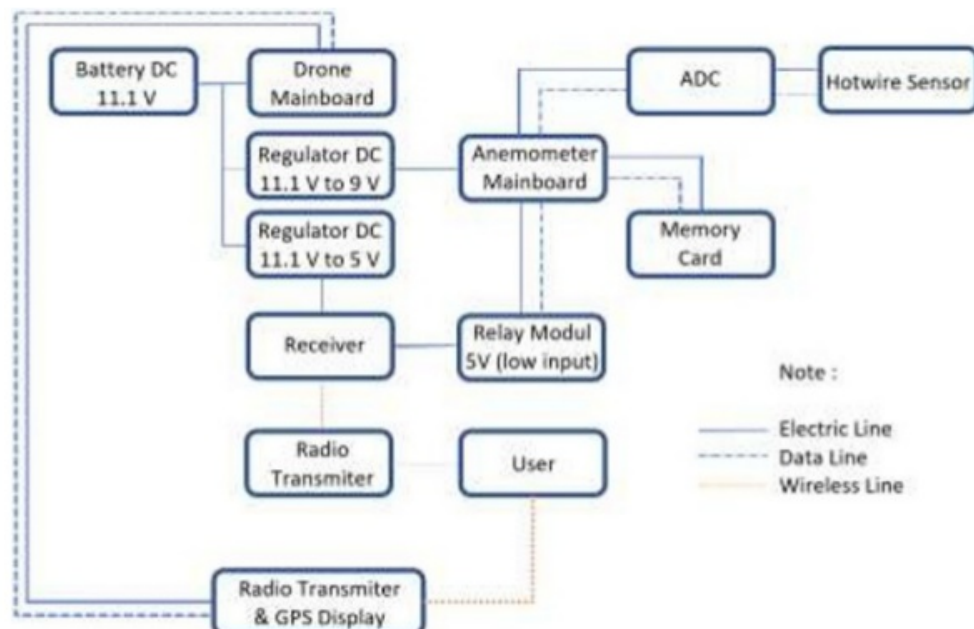 Battery DC
11.1 V
Drone
Mainboard
ADC
Hotwire Sensor
Regulator DC
11.1 V to 9 V
Anemometer
Mainboard
Regulator DC
11.1 V to 5 V
Memory
Card
Receiver
Relay Modul
5V (low input)
Note :
Electric Line
Data Line
Wireless Line
Radio
Transmiter
User
Radio Transmiter
& GPS Display